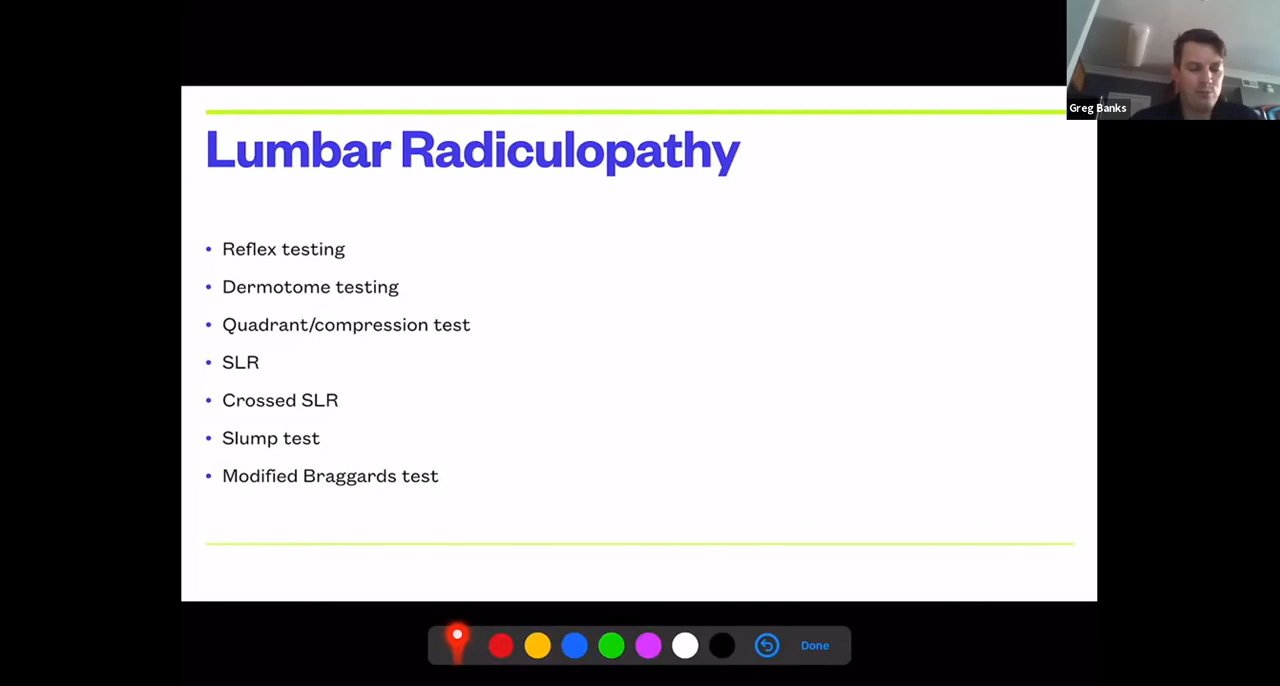 Greg Banks
Lumbar Radiculopathy
• Reflex testing
• Dermotome testing
• Quadrant/compression test
• SLR
• Crossed SLR
• Slump test
• Modified Braggards test
Done